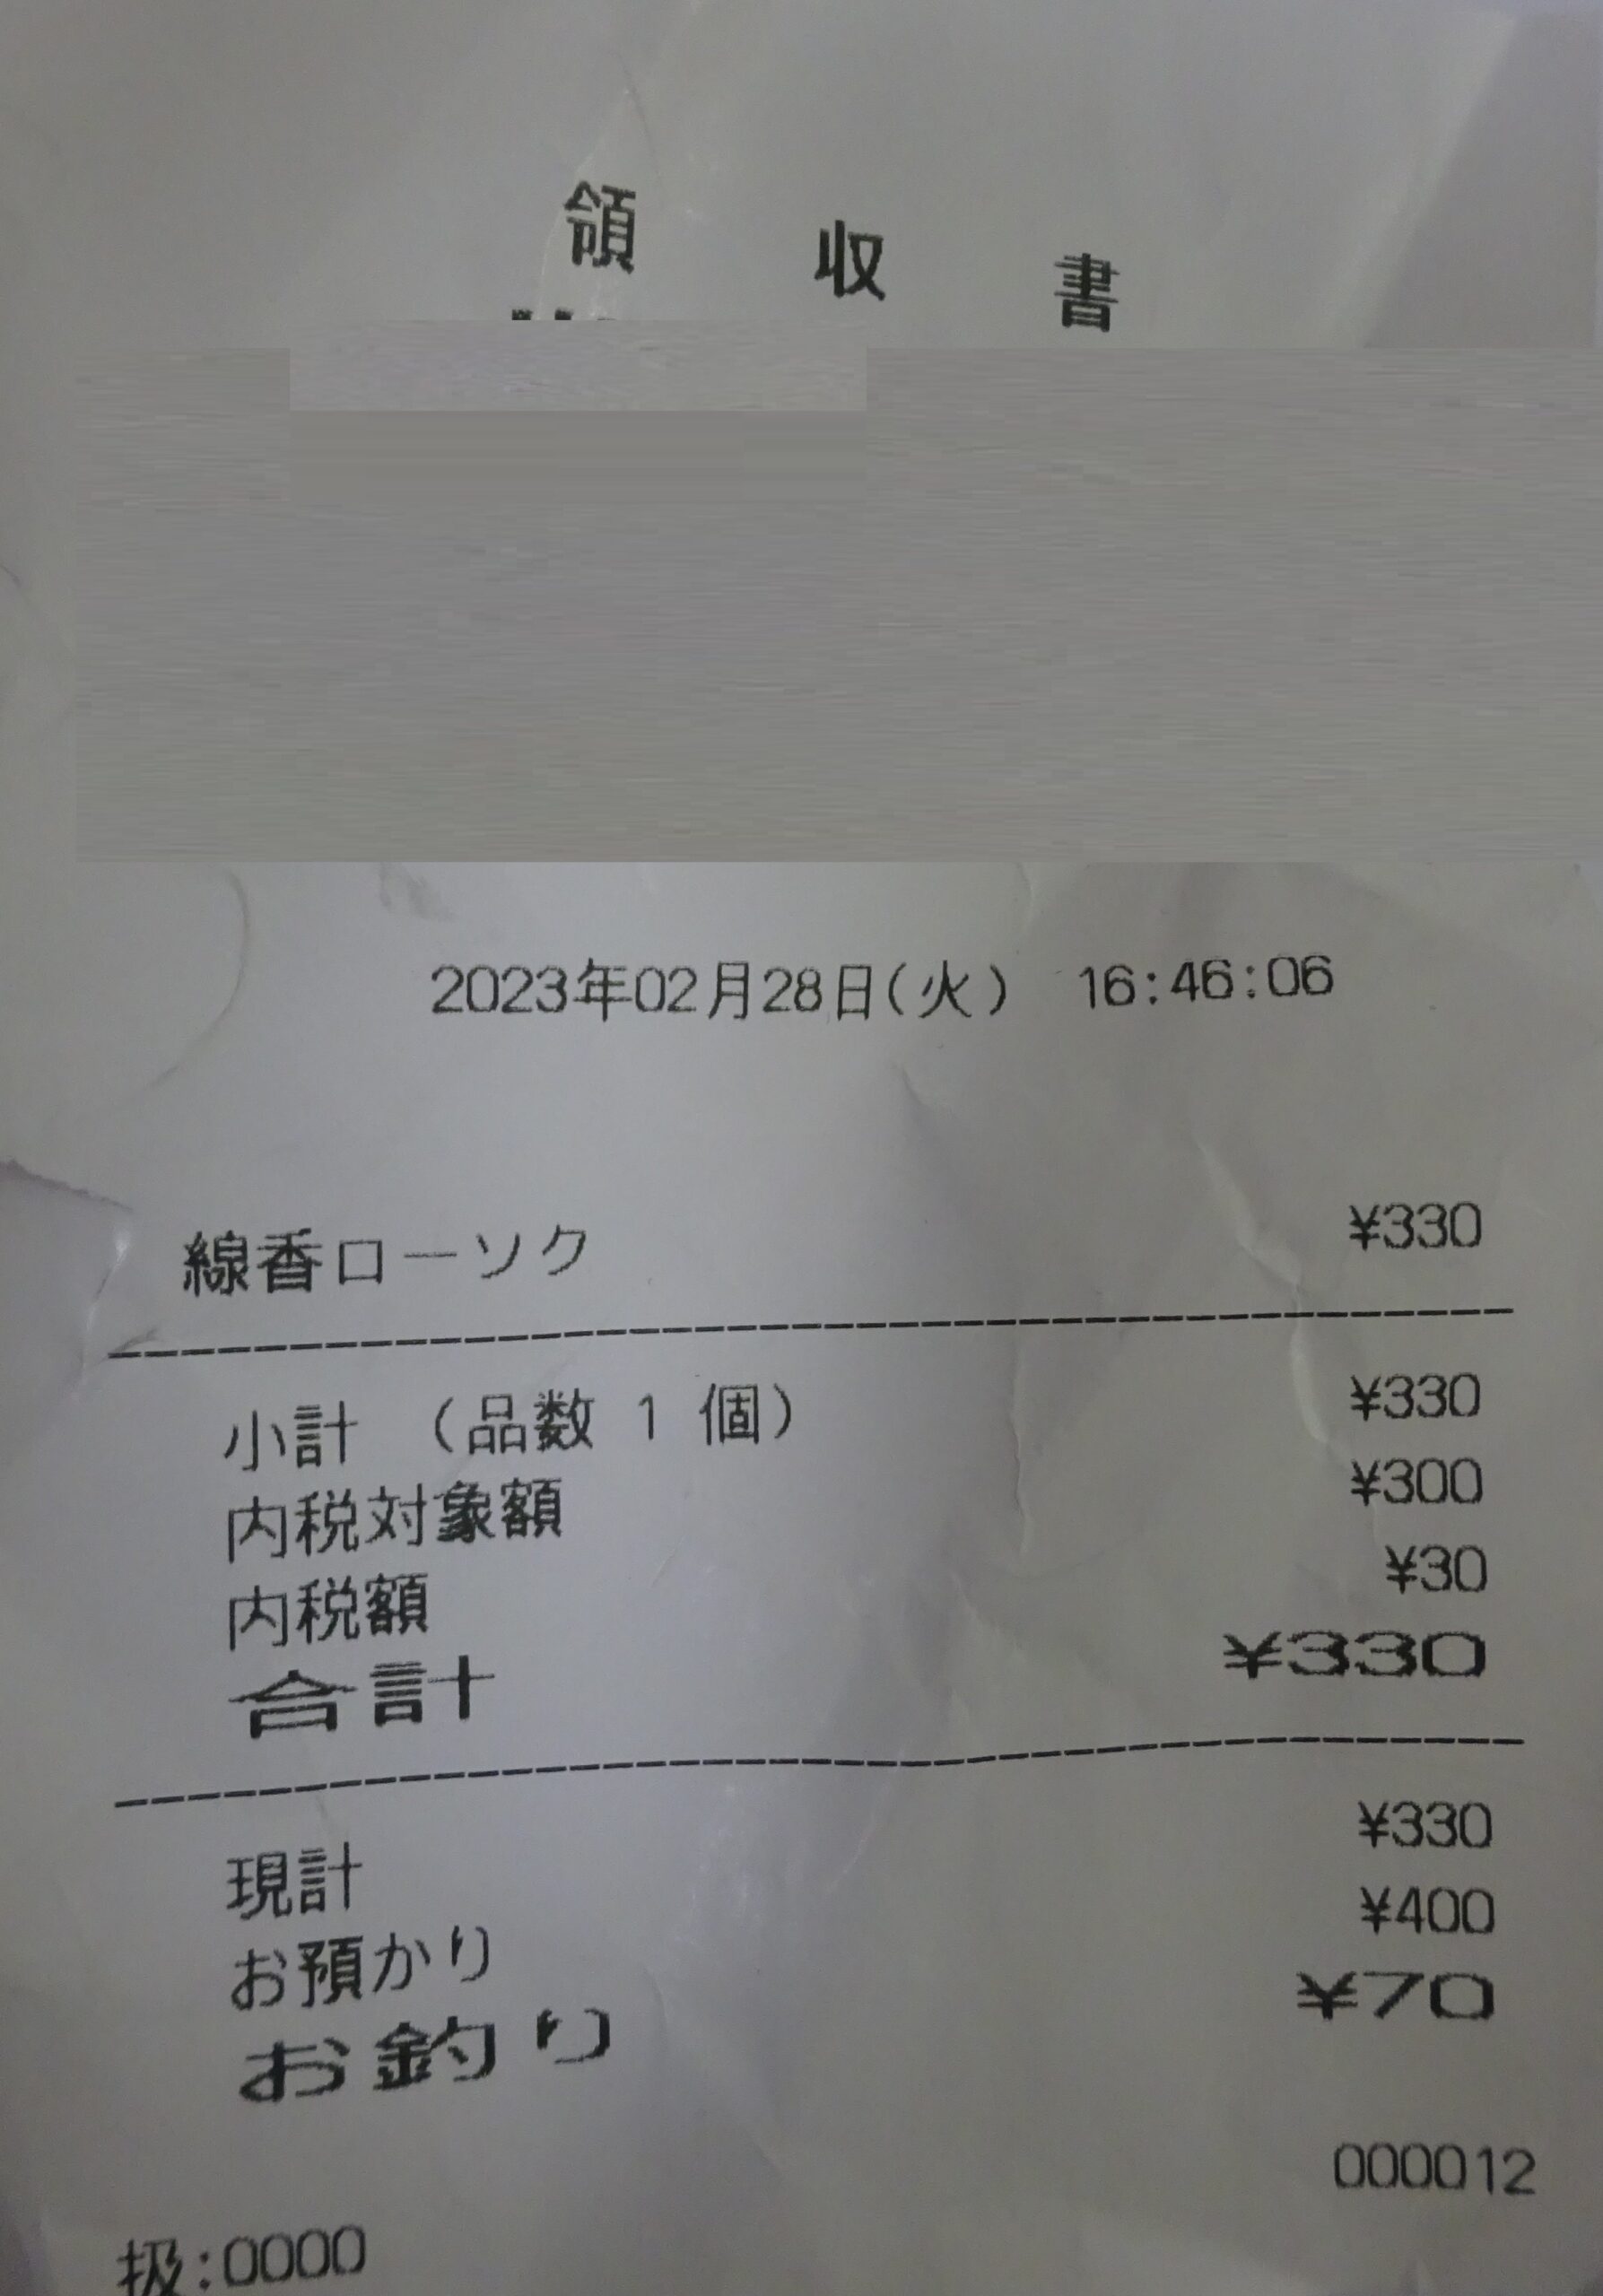 領 収 書
2023年02月28日(火) 16:46:06
線香ローソク ¥330
小計 (品数 1 個) ¥330
内税対象額 ¥300
内税額 ¥30
合計 ¥330
現計 ¥330
お預かり ¥400
お釣り ¥70
000012
扱:0000